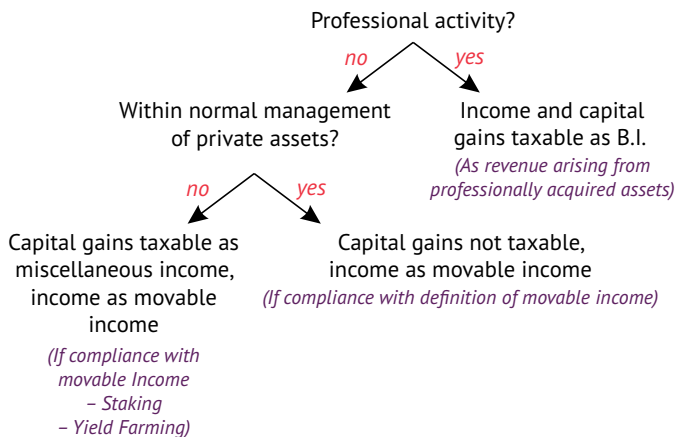 Professional activity?
no
yes
Within normal management
of private assets?
Income and capital
gains taxable as B.I.
(As revenue arising from
professionally acquired assets)
no
yes
Capital gains taxable as
miscellaneous income,
income as movable
income
(If compliance with
movable Income
– Staking
– Yield Farming)
Capital gains not taxable,
income as movable income
(If compliance with definition of movable income)